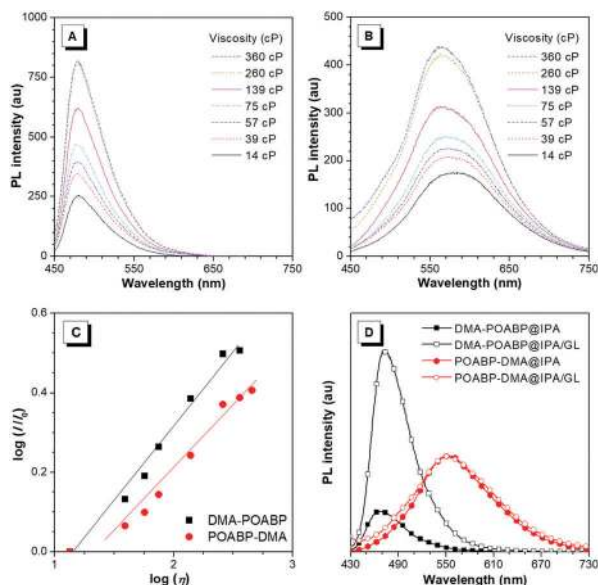 A
Viscosity (cP)
360 cP
260 cP
139 cP
75 cP
57 cP
39 cP
14 cP
PL intensity (au)
1000
750
500
250
0
450
550
650
750
Wavelength (nm)
B
Viscosity (cP)
360 cP
260 cP
139 cP
75 cP
57 cP
39 cP
14 cP
PL intensity (au)
500
400
300
200
100
0
450
550
650
750
Wavelength (nm)
C
log (I/I0)
0.6
0.4
0.2
0.0
DMA-POABP
POABP-DMA
1
2
3
log (η)
D
DMA-POABP@IPA
DMA-POABP@IPA/GL
POABP-DMA@IPA
POABP-DMA@IPA/GL
PL intensity (au)
430
490
550
610
670
730
Wavelength (nm)